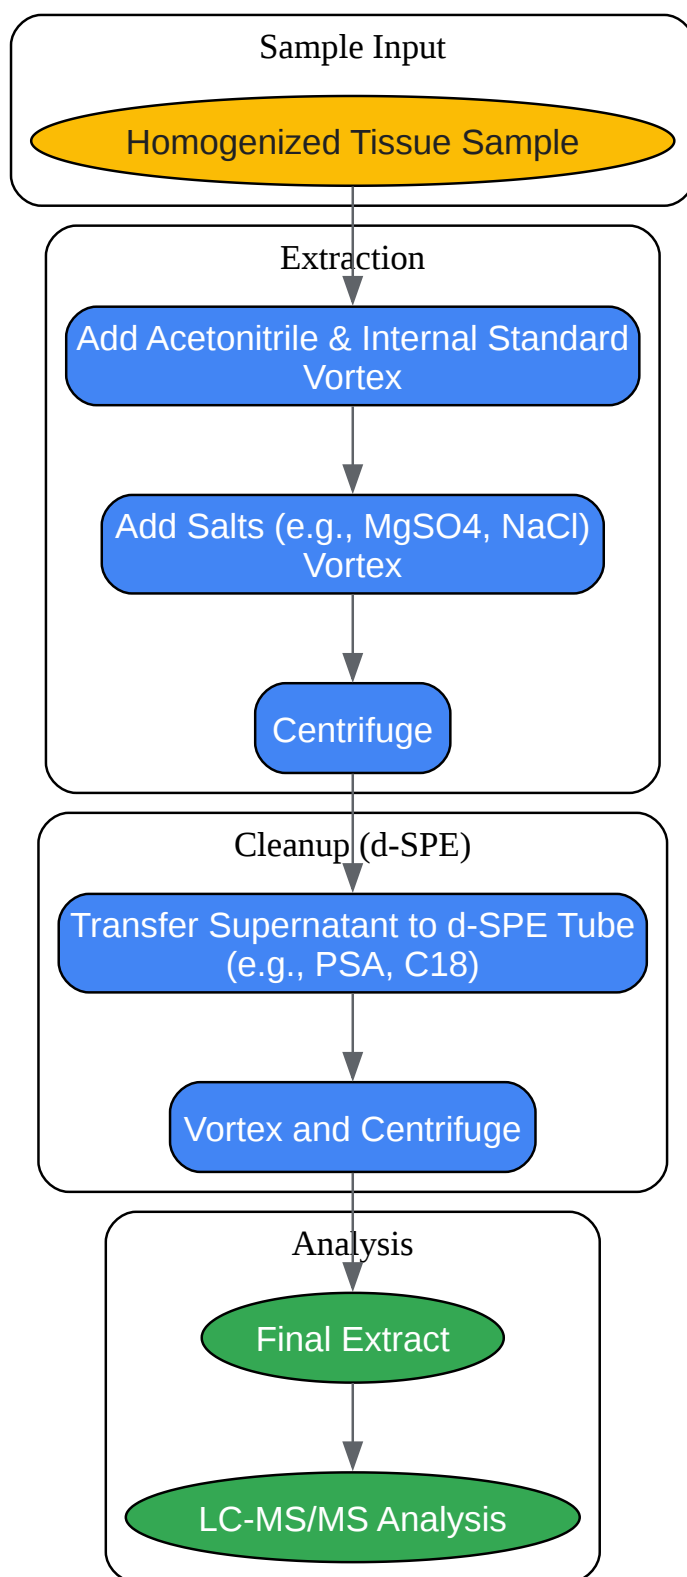 Sample Input
Homogenized Tissue Sample
Extraction
Add Acetonitrile & Internal Standard
Vortex
Add Salts (e.g., MgSO4, NaCl)
Vortex
Centrifuge
Cleanup (d-SPE)
Transfer Supernatant to d-SPE Tube
(e.g., PSA, C18)
Vortex and Centrifuge
Analysis
Final Extract
LC-MS/MS Analysis